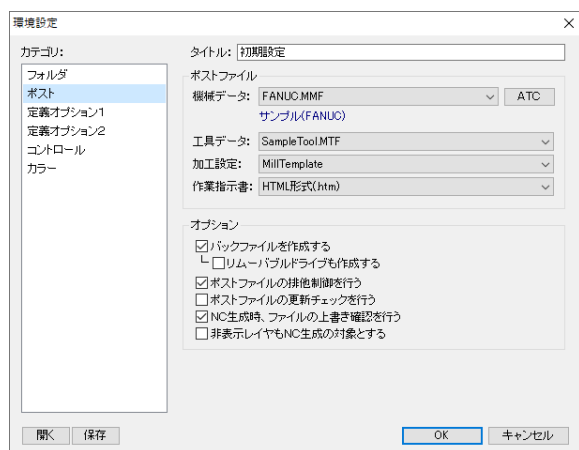 環境設定
カテゴリ:
フォルダ
ポスト
定義オプション1
定義オプション2
コントロール
カラー
タイトル: 初期設定
ポストファイル
機械データ: FANUC.MMF ATC
サンプル(FANUC)
工具データ: SampleTool.MTF
加工設定: MillTemplate
作業指示書: HTML形式(.htm)
オプション
バックファイルを作成する
リムーバブルドライブも作成する
ポストファイルの排他制御を行う
ポストファイルの更新チェックを行う
NC生成時、ファイルの上書き確認を行う
非表示レイヤもNC生成の対象とする
開く 保存 OK キャンセル